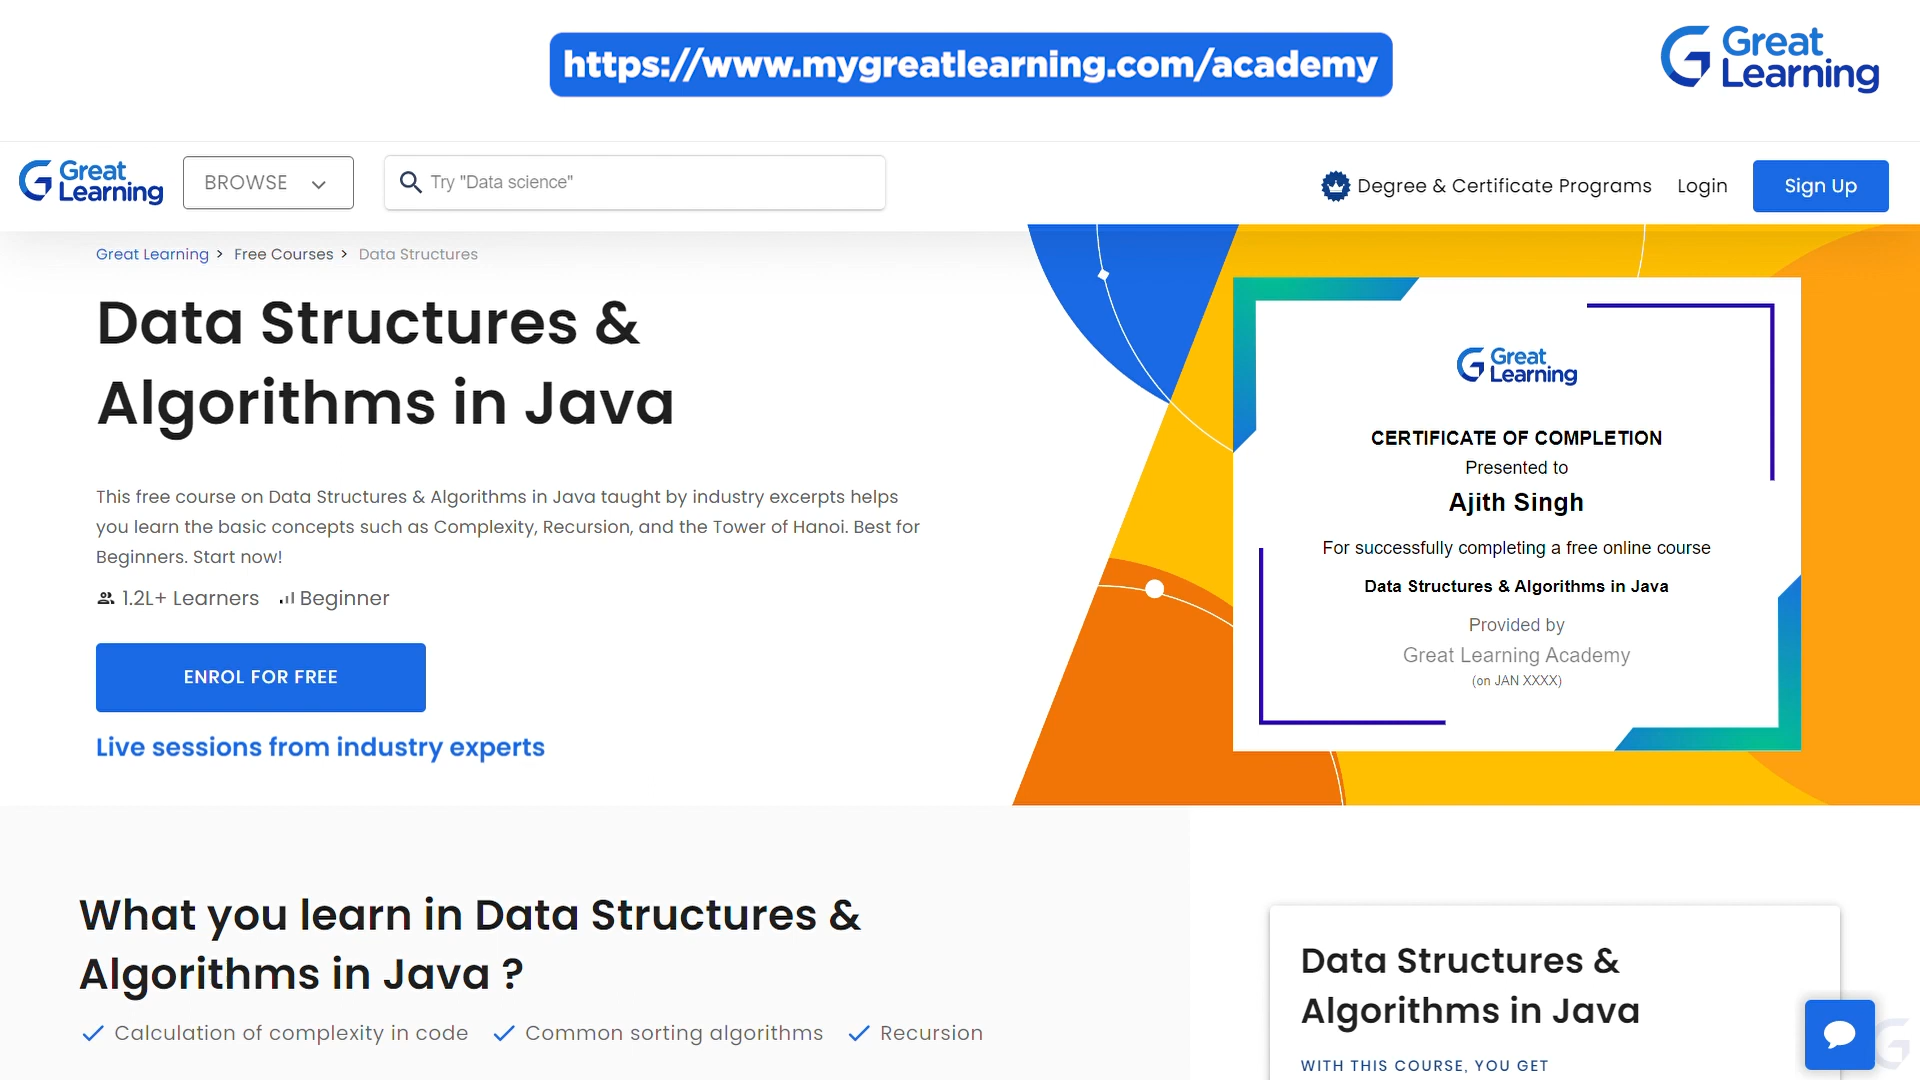 https://www.mygreatlearning.com/academy
Great
Learning
Great
Learning
BROWSE
Try "Data science"
Degree & Certificate Programs
Login
Sign Up
Great Learning > Free Courses > Data Structures
Data Structures &
Algorithms in Java
This free course on Data Structures & Algorithms in Java taught by industry excerpts helps
you learn the basic concepts such as Complexity, Recursion, and the Tower of Hanoi. Best for
Beginners. Start now!
1.2L+ Learners Beginner
ENROL FOR FREE
Live sessions from industry experts
Great
Learning
CERTIFICATE OF COMPLETION
Presented to
Ajith Singh
For successfully completing a free online course
Data Structures & Algorithms in Java
Provided by
Great Learning Academy
(on JAN XXXX)
What you learn in Data Structures &
Algorithms in Java ?
Calculation of complexity in code Common sorting algorithms Recursion
Data Structures &
Algorithms in Java
WITH THIS COURSE, YOU GET